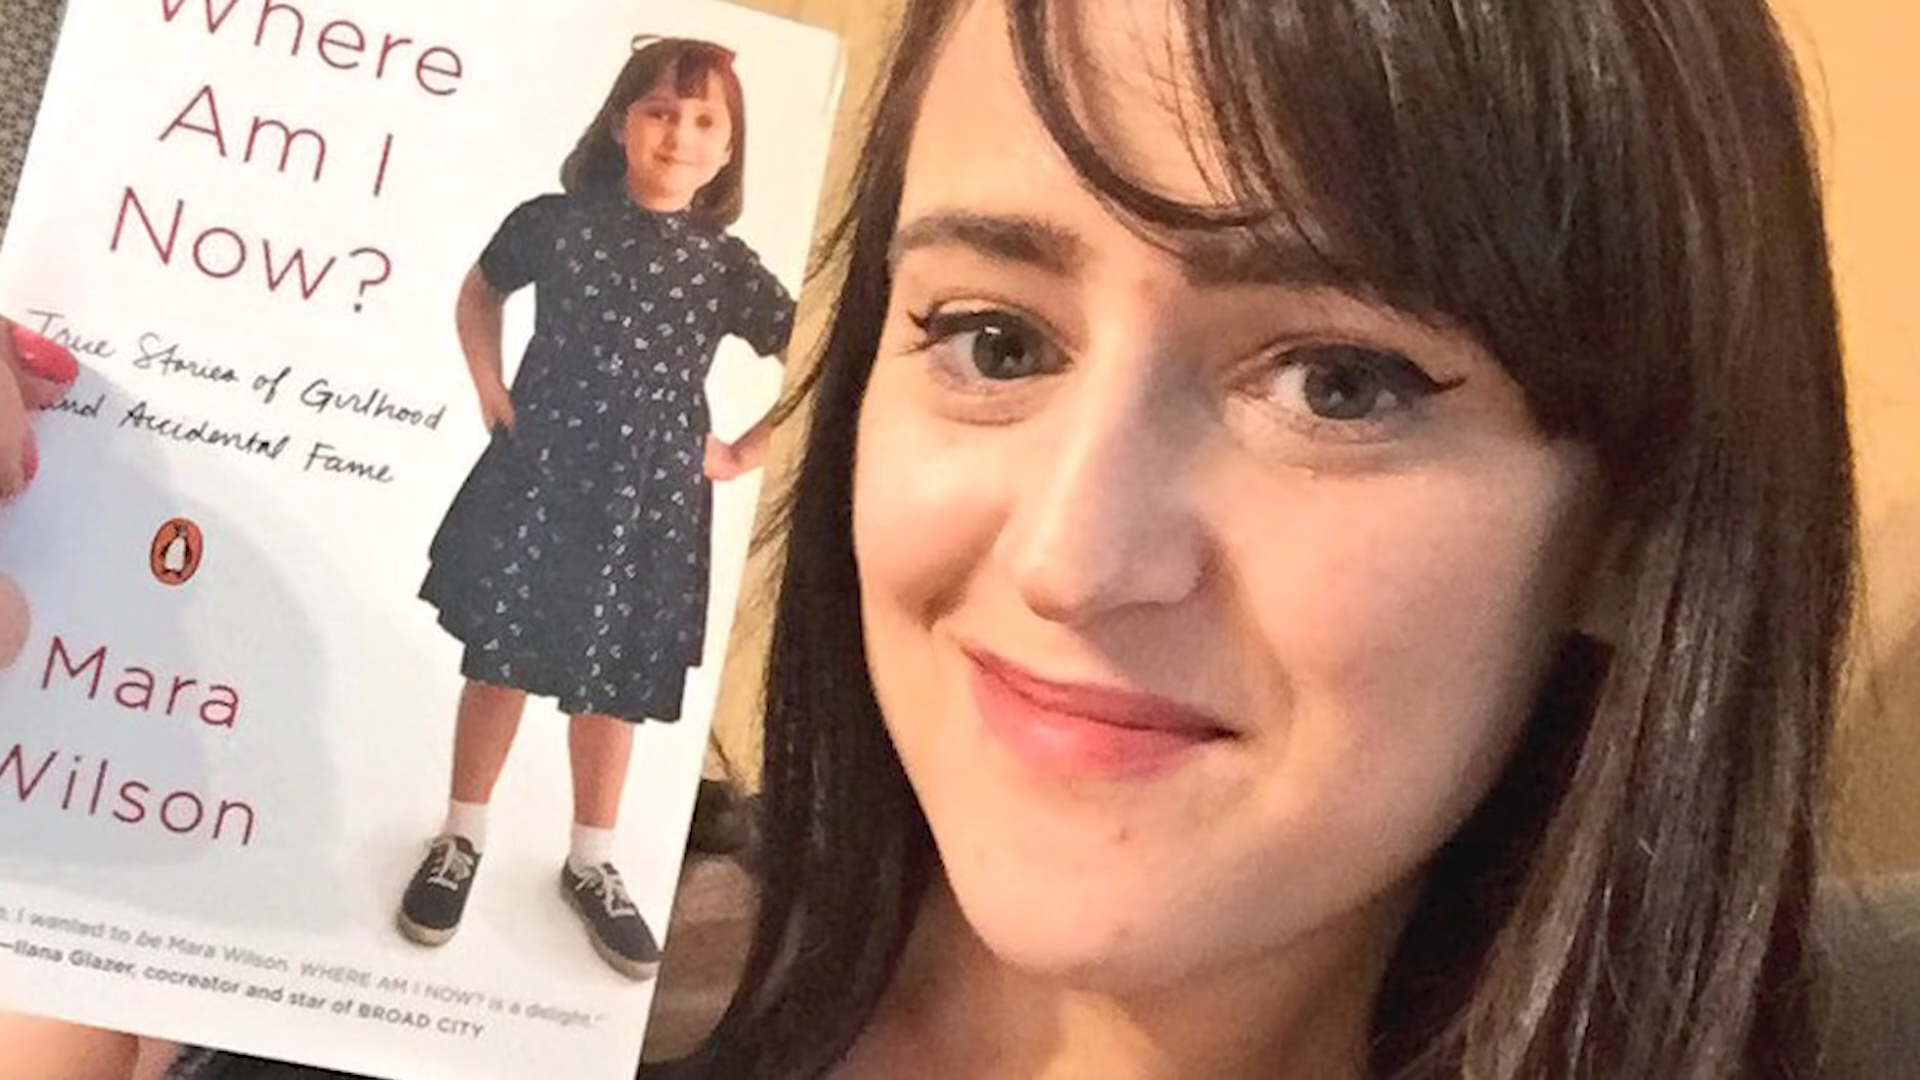 Where
Am I
Now?
True Stories of Girlhood
and Accidental Fame
Mara
Wilson
I wanted to be Mara Wilson. WHERE AM I NOW? is a delight."
—Ilana Glazer, cocreator and star of BROAD CITY